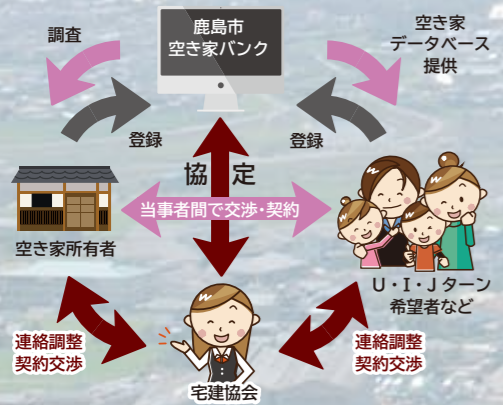 調査
鹿島市
空き家バンク
空き家
データベース
提供
登録
登録
協定
当事者間で交渉・契約
空き家所有者
U・I・Jターン
希望者など
連絡調整
契約交渉
連絡調整
契約交渉
宅建協会